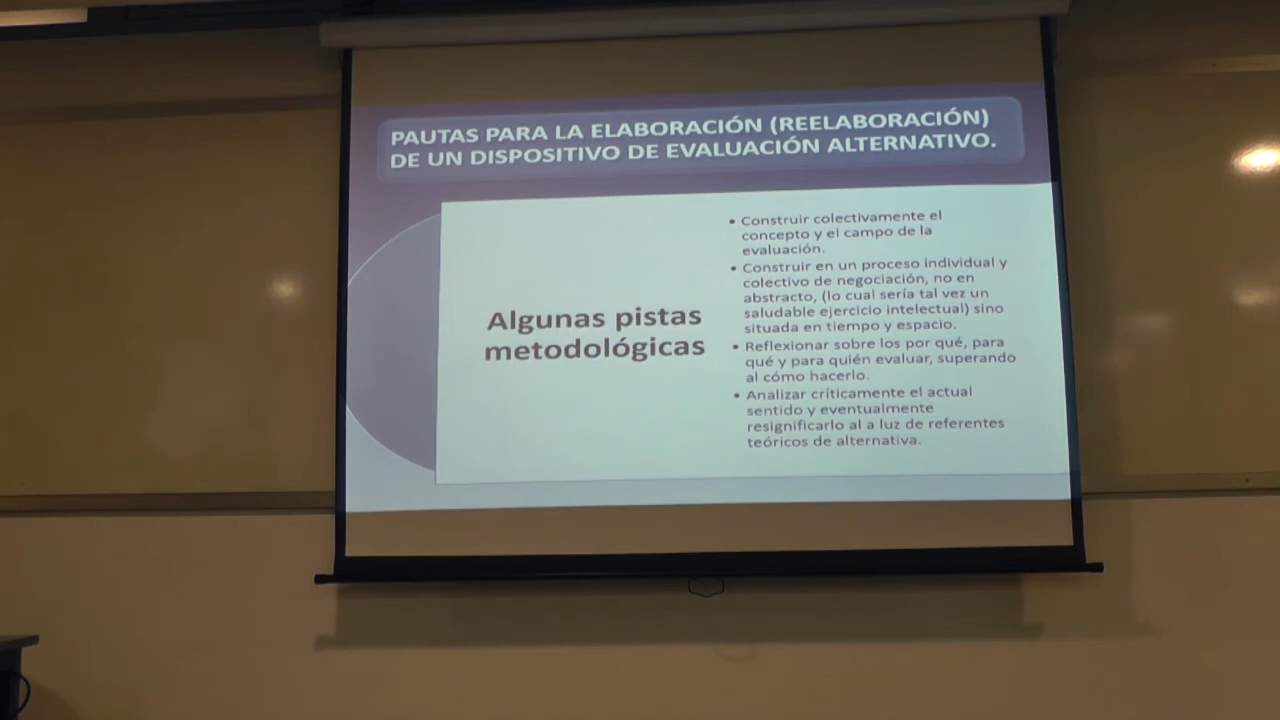 PAUTAS PARA LA ELABORACIÓN (REELABORACIÓN)
DE UN DISPOSITIVO DE EVALUACIÓN ALTERNATIVO.
Algunas pistas
metodológicas
• Construir colectivamente el
concepto y el campo de la
evaluación.
• Construir en un proceso individual y
colectivo de negociación, no en
abstracto, (lo cual sería tal vez un
saludable ejercicio intelectual) sino
situada en tiempo y espacio.
• Reflexionar sobre los por qué, para
qué y para quién evaluar, superando
al cómo hacerlo.
• Analizar críticamente el actual
sentido y eventualmente
resignificarlo al a luz de referentes
teóricos de alternativa.